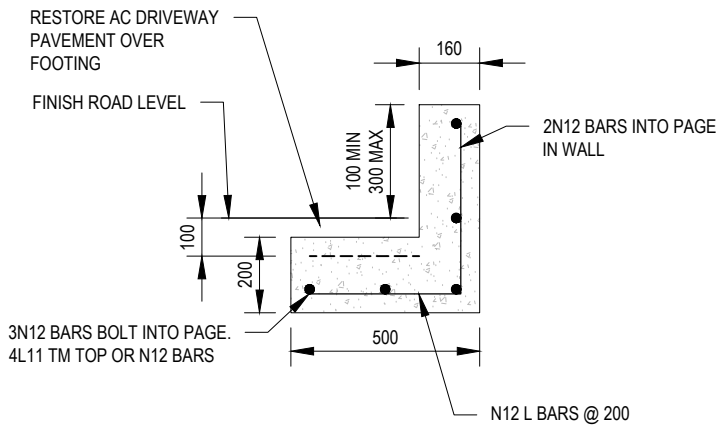 RESTORE AC DRIVEWAY
PAVEMENT OVER
FOOTING
160
FINISH ROAD LEVEL
100 MIN
300 MAX
2N12 BARS INTO PAGE
IN WALL
100
200
3N12 BARS BOLT INTO PAGE.
4L11 TM TOP OR N12 BARS
500
N12 L BARS @ 200